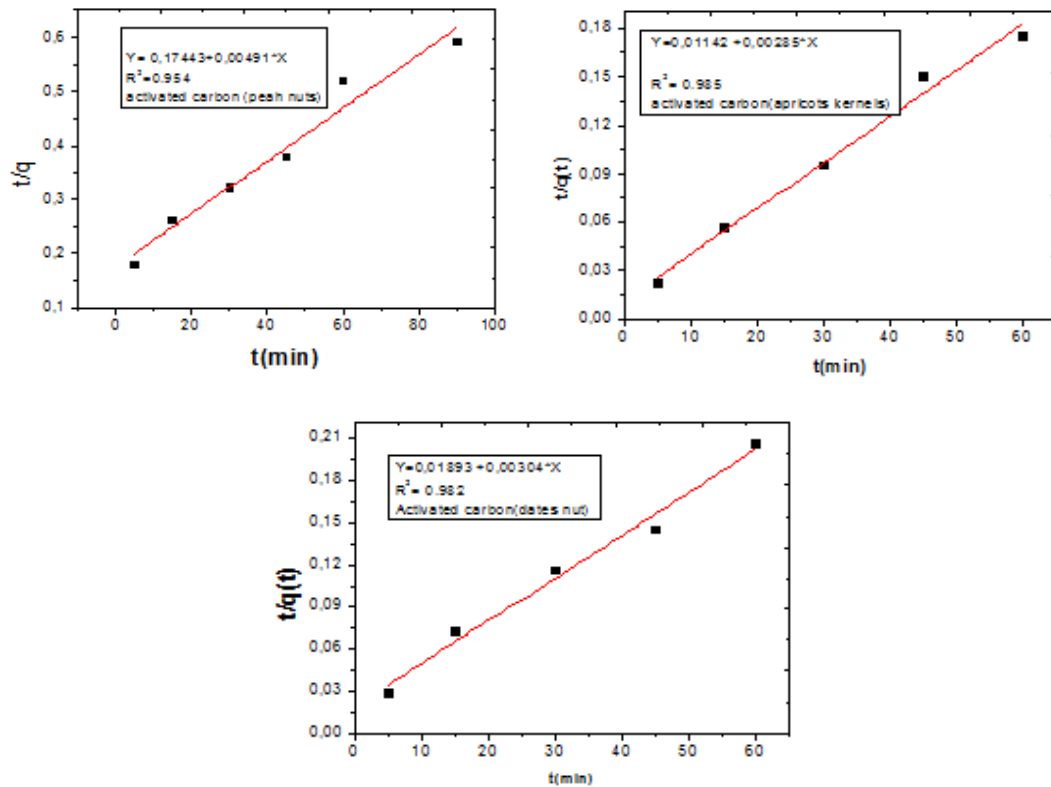 0,6
0,5
0,4
0,3
0,2
0,1
t/q
Y= 0,17443+0,00491*X
R²=0.954
activated carbon (peah nuts)
0 20 40 60 80 100
t(min)
0,18
0,15
0,12
0,09
0,06
0,03
0,00
t/q(t)
Y=0,01142 +0,00285*X
R²= 0.985
activated carbon(apricots kernells)
0 10 20 30 40 50 60
t(min)
0,21
0,18
0,15
0,12
0,09
0,06
0,03
0,00
t/q(t)
Y=0,01893 +0,00304*X
R²= 0.982
Activated carbon(dates nut)
0 10 20 30 40 50 60
t(min)